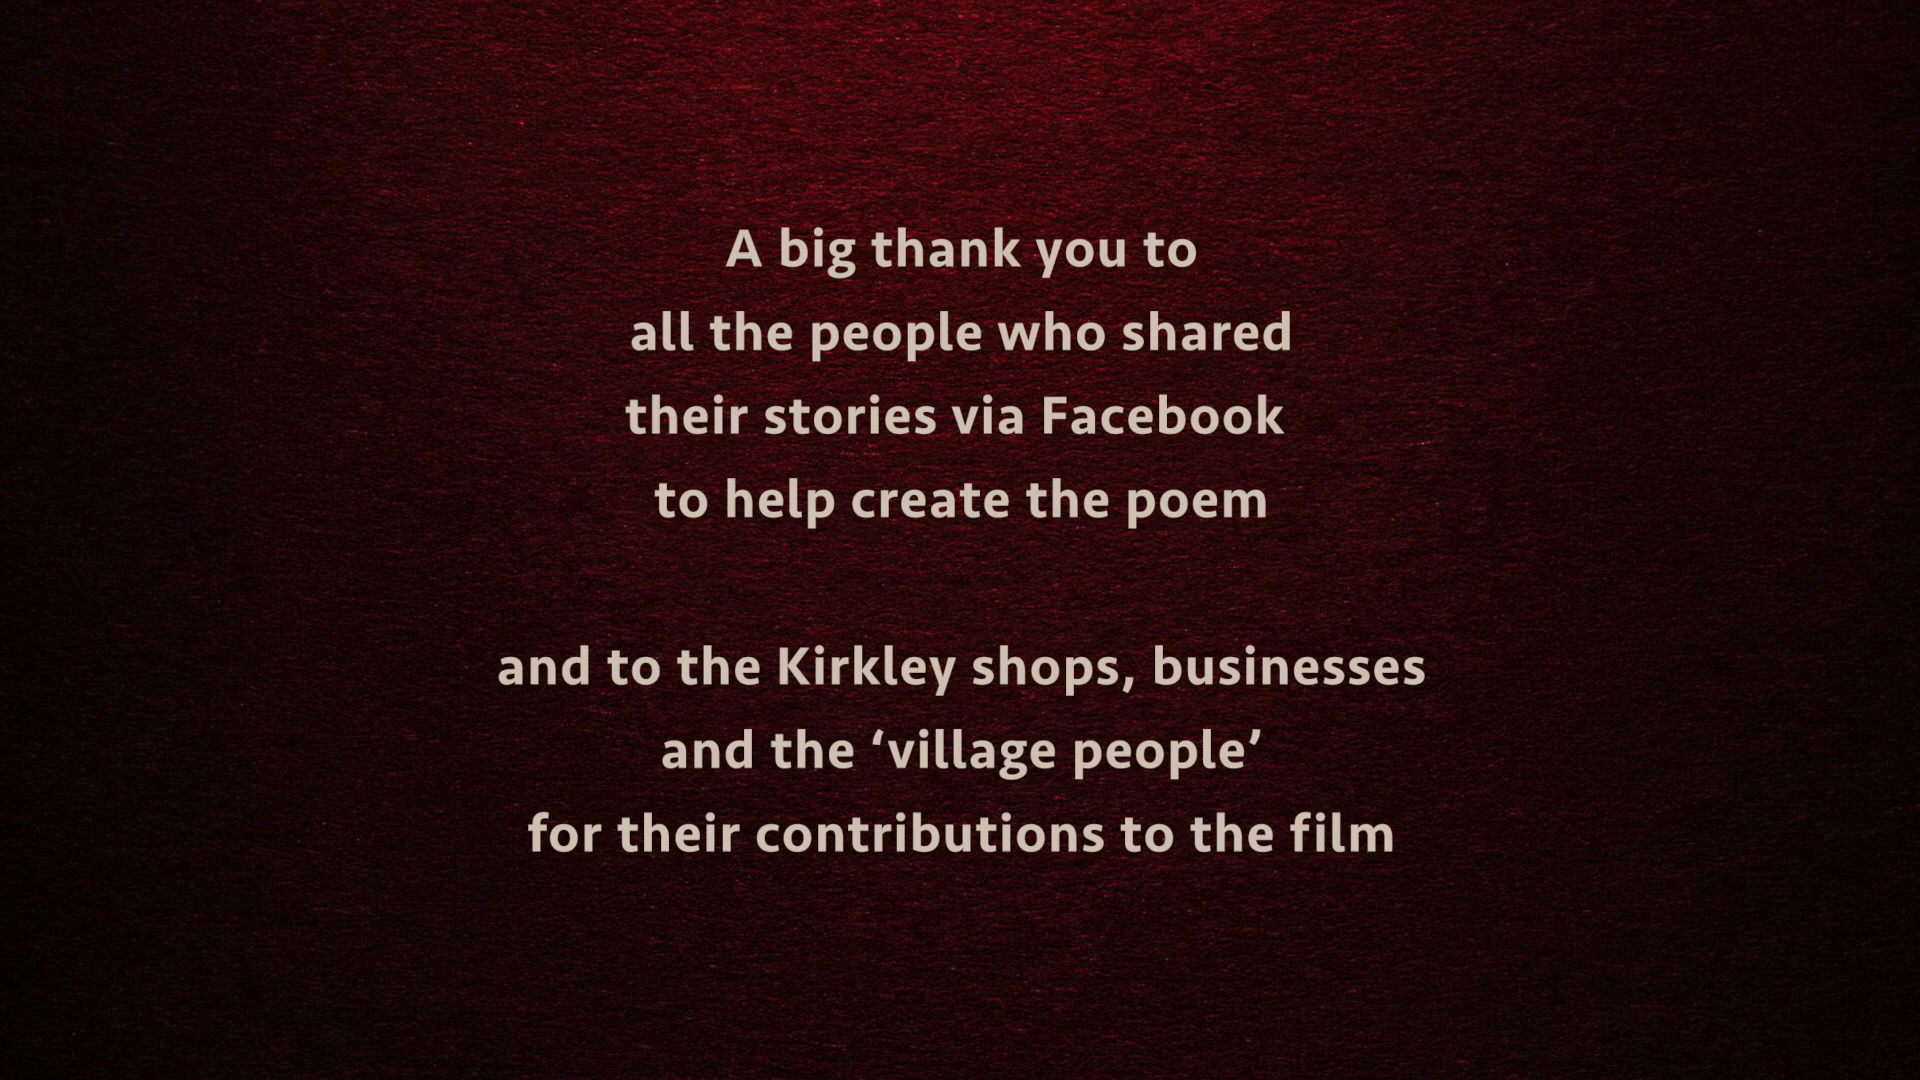 A big thank you to
all the people who shared
their stories via Facebook
to help create the poem
and to the Kirkley shops, businesses
and the ‘village people’
for their contributions to the film